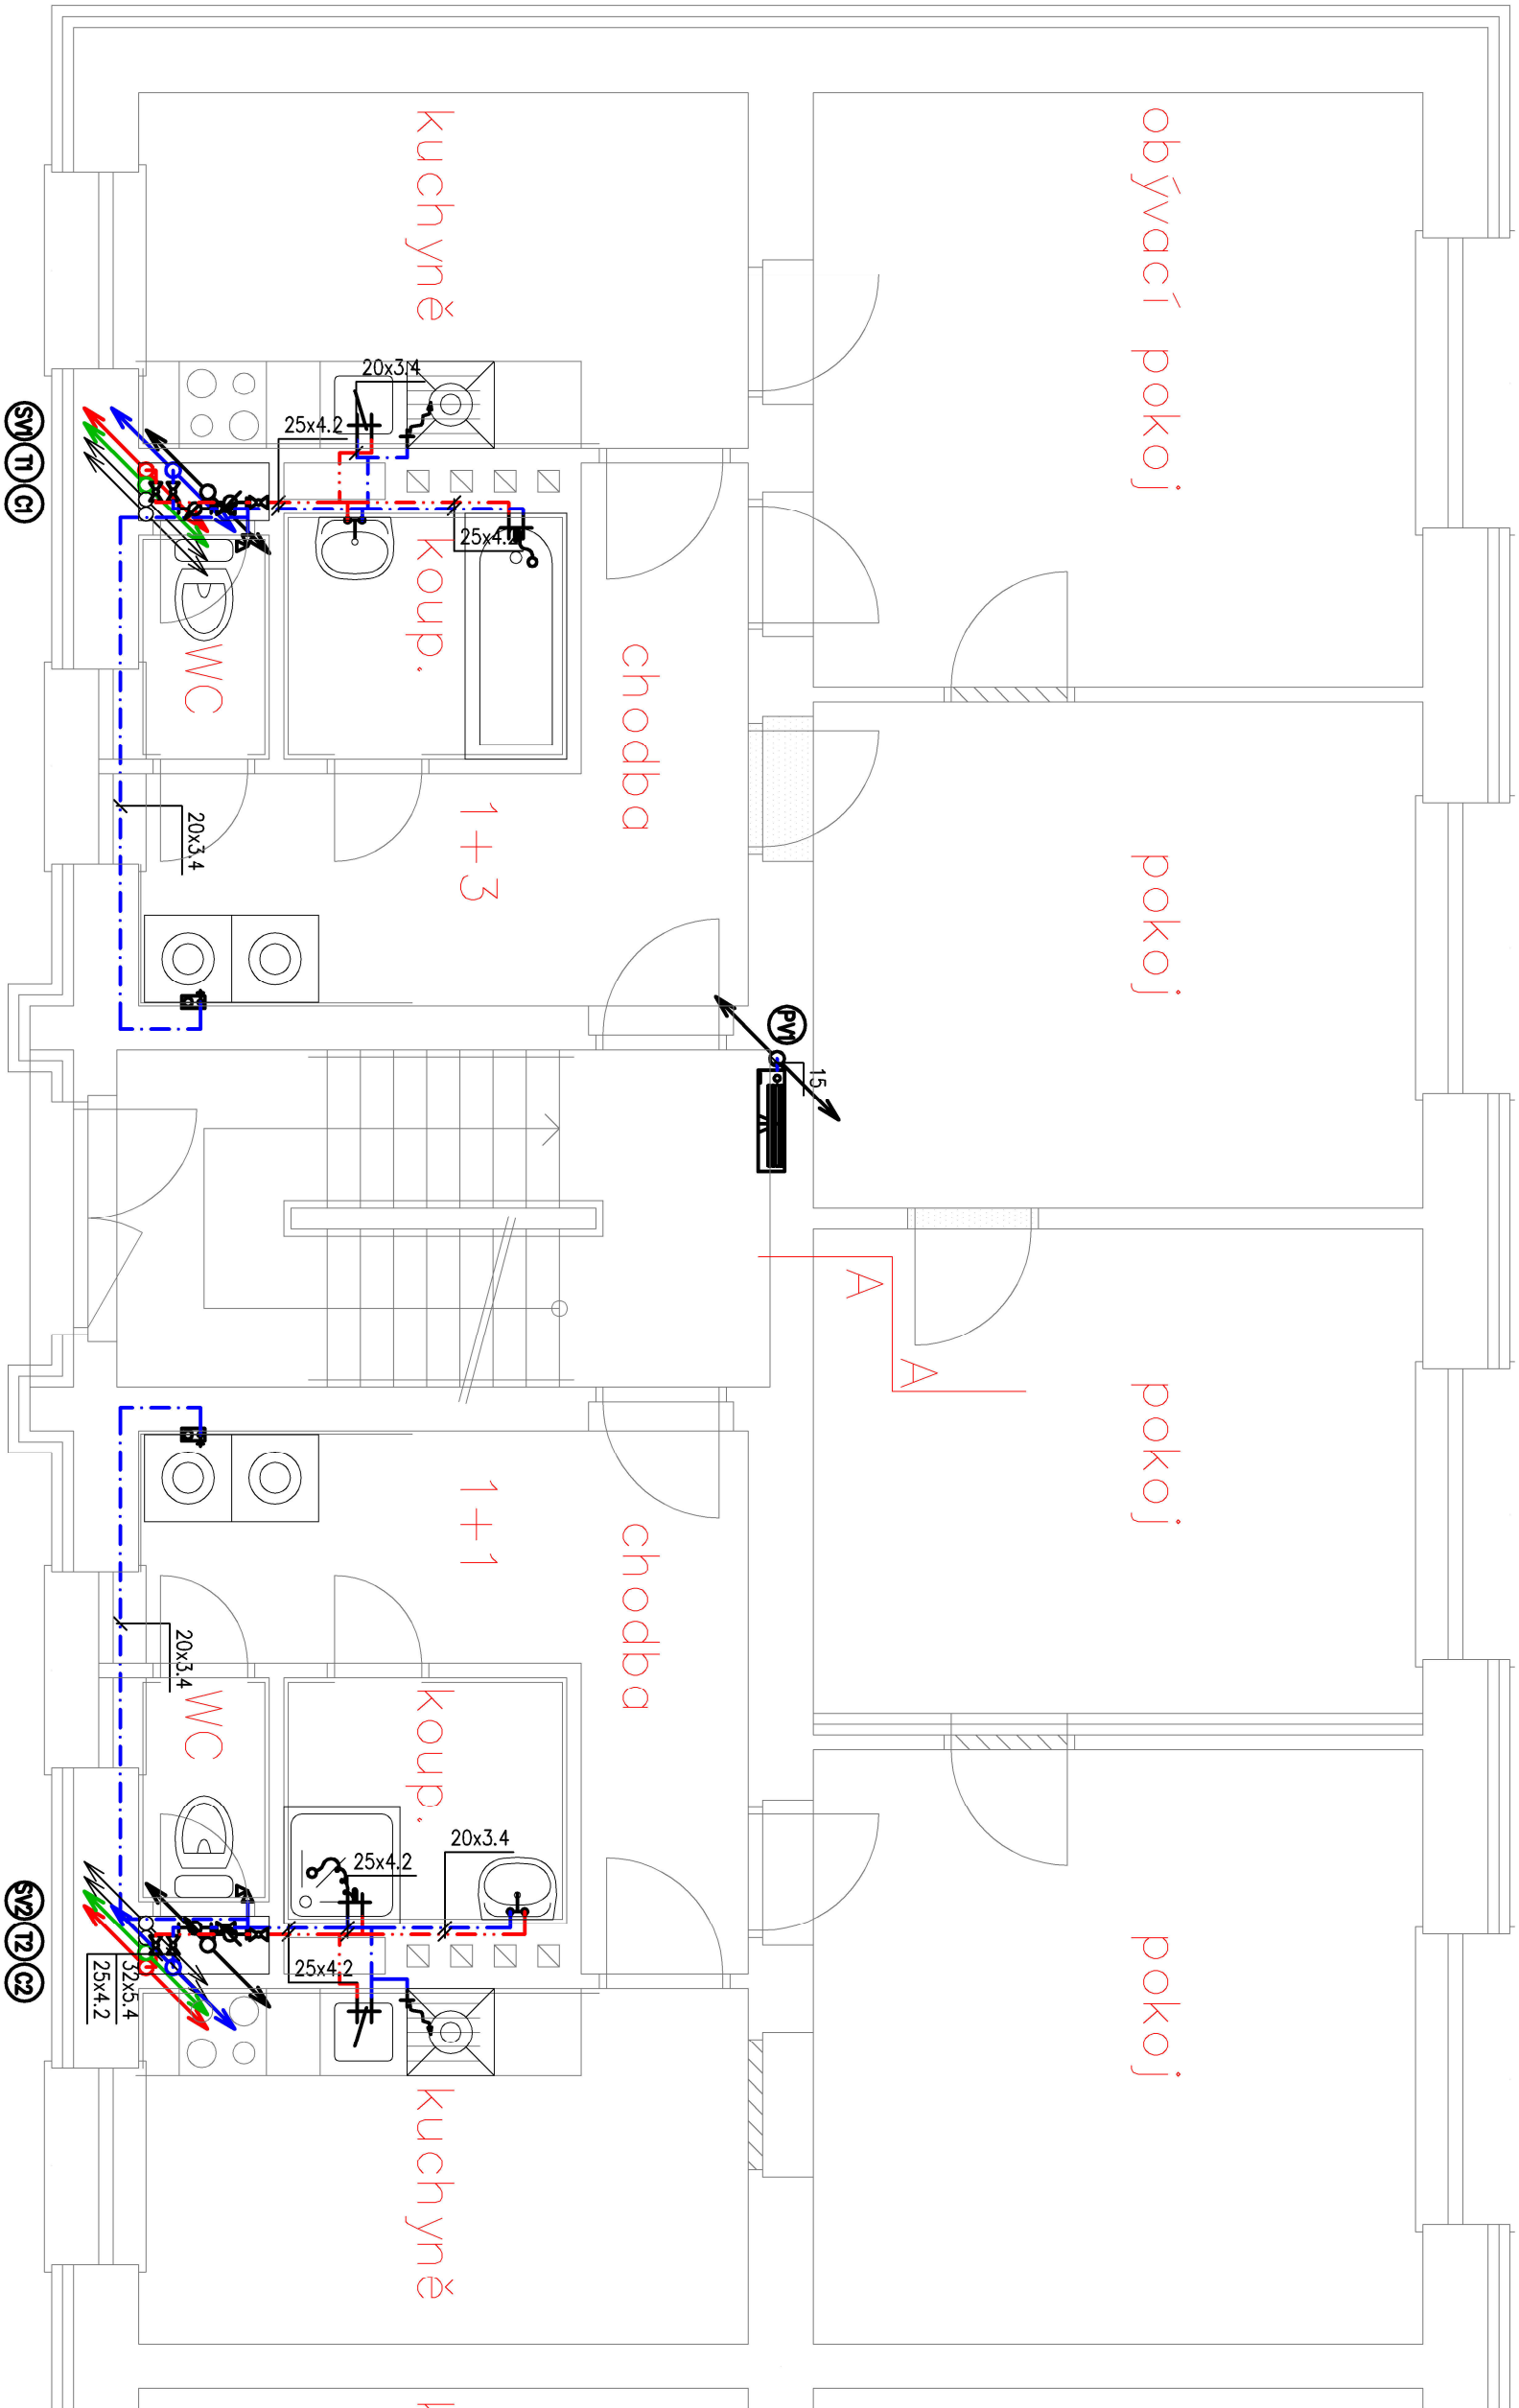 obývací pokoj
pokoj
pokoj
pokoj
A
A
PV1
15
chodba
1+3
chodba
1+1
kuchyně
20x3.4
25x4.2
25x4.2
koup.
WC
20x3.4
koup.
20x3.4
25x4.2
25x4.2
WC
20x3.4
kuchyně
32x5.4
25x4.2
SV1 T1 C1
SV2 T2 C2